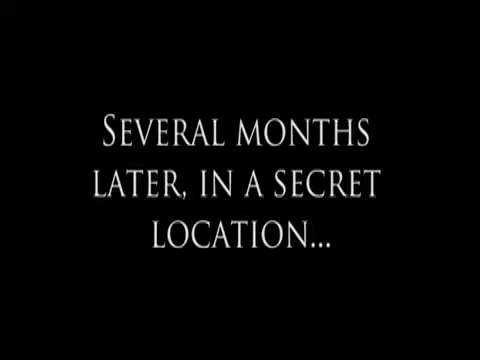 SEVERAL MONTHS
LATER, IN A SECRET
LOCATION...